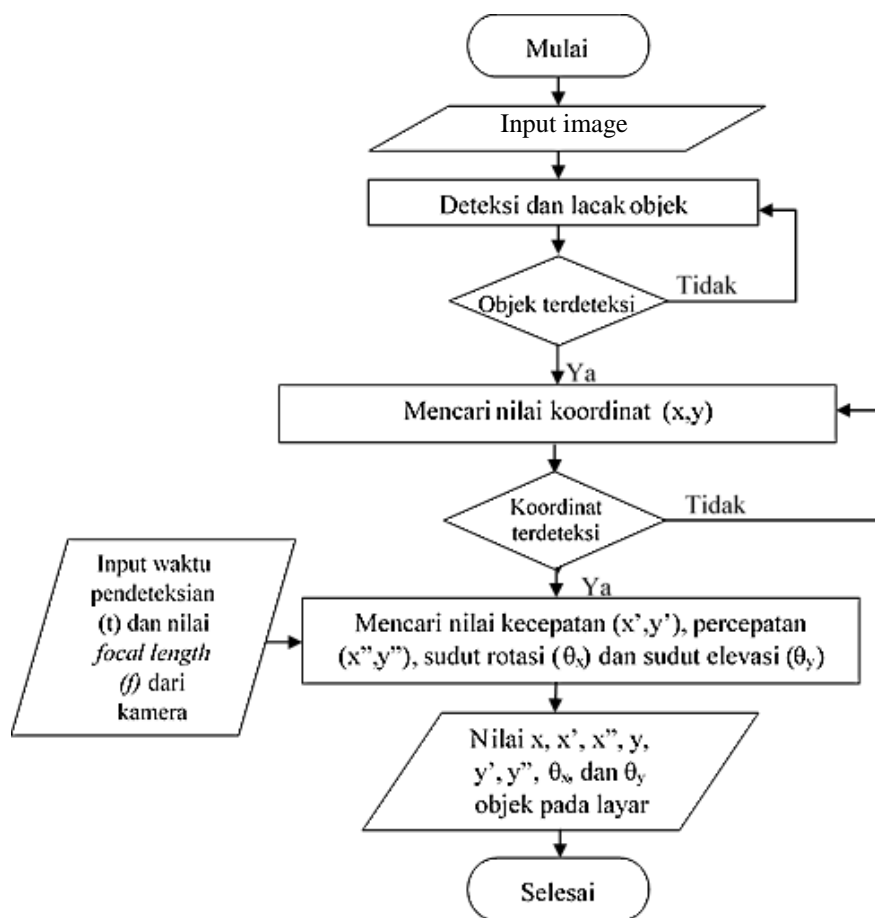 Mulai
Input image
Deteksi dan lacak objek
Objek terdeteksi
Tidak
Ya
Mencari nilai koordinat (x,y)
Koordinat
terdeteksi
Tidak
Ya
Input waktu
pendeteksian
(t) dan nilai
focal length
(f) dari
kamera
Mencari nilai kecepatan (x’,y’), percepatan
(x”,y”), sudut rotasi (θₓ) dan sudut elevasi (θᵧ)
Nilai x, x’, x”, y,
y’, y”, θₓ, dan θᵧ
objek pada layar
Selesai